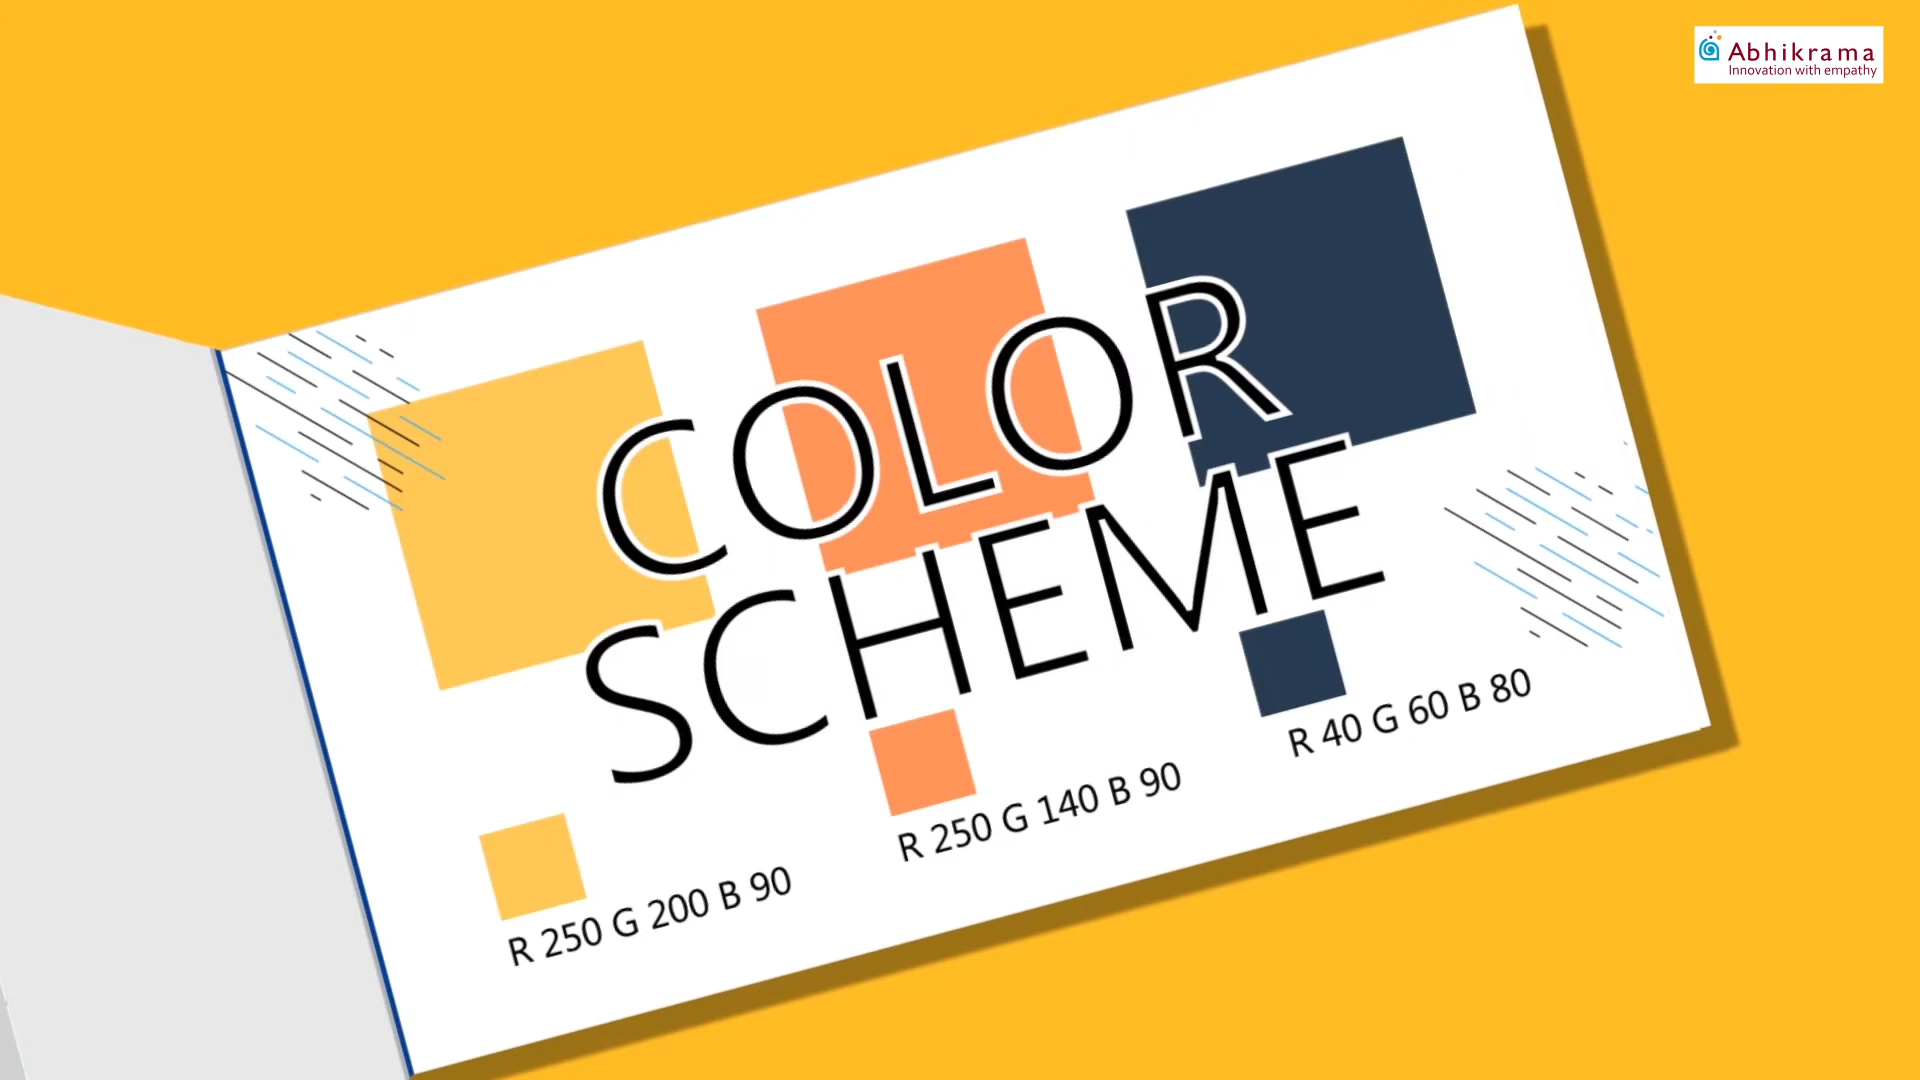 Abhikrama
Innovation with empathy
COLOR
SCHEME
R 250 G 200 B 90
R 250 G 140 B 90
R 40 G 60 B 80